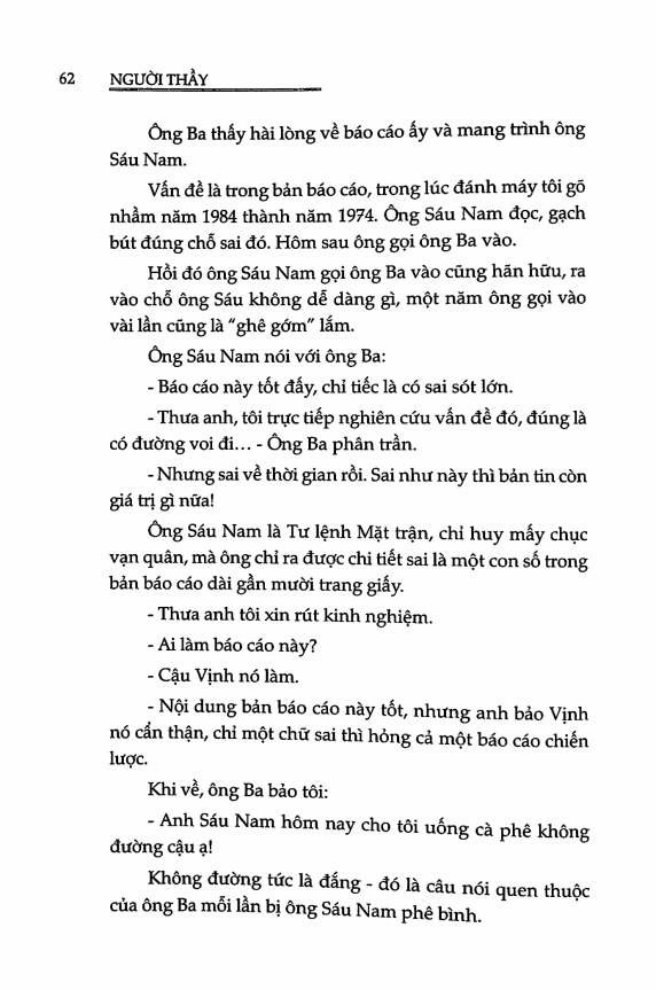 62 NGƯỜI THẦY
Ông Ba thấy hài lòng về báo cáo ấy và mang trình ông
Sáu Nam.
Vấn đề là trong bản báo cáo, trong lúc đánh máy tôi gõ
nhầm năm 1984 thành năm 1974. Ông Sáu Nam đọc, gạch
bút đúng chỗ sai đó. Hôm sau ông gọi ông Ba vào.
Hồi đó ông Sáu Nam gọi ông Ba vào cũng hãn hữu, ra
vào chỗ ông Sáu không dễ dàng gì, một năm ông gọi vào
vài lần cũng là "ghê gớm" lắm.
Ông Sáu Nam nói với ông Ba:
- Báo cáo này tốt đấy, chỉ tiếc là có sai sót lớn.
- Thưa anh, tôi trực tiếp nghiên cứu vấn đề đó, đúng là
có đường voi đi... - Ông Ba phân trần.
- Nhưng sai về thời gian rồi. Sai như này thì bản tin còn
giá trị gì nữa!
Ông Sáu Nam là Tư lệnh Mặt trận, chỉ huy mấy chục
vạn quân, mà ông chỉ ra được chi tiết sai là một con số trong
bản báo cáo dài gần mười trang giấy.
- Thưa anh tôi xin rút kinh nghiệm.
- Ai làm báo cáo này?
- Cậu Vịnh nó làm.
- Nội dung bản báo cáo này tốt, nhưng anh bảo Vịnh
nó cẩn thận, chỉ một chữ sai thì hỏng cả một báo cáo chiến
lược.
Khi về, ông Ba bảo tôi:
- Anh Sáu Nam hôm nay cho tôi uống cà phê không
đường cậu ạ!
Không đường tức là đắng - đó là câu nói quen thuộc
của ông Ba mỗi lần bị ông Sáu Nam phê bình.